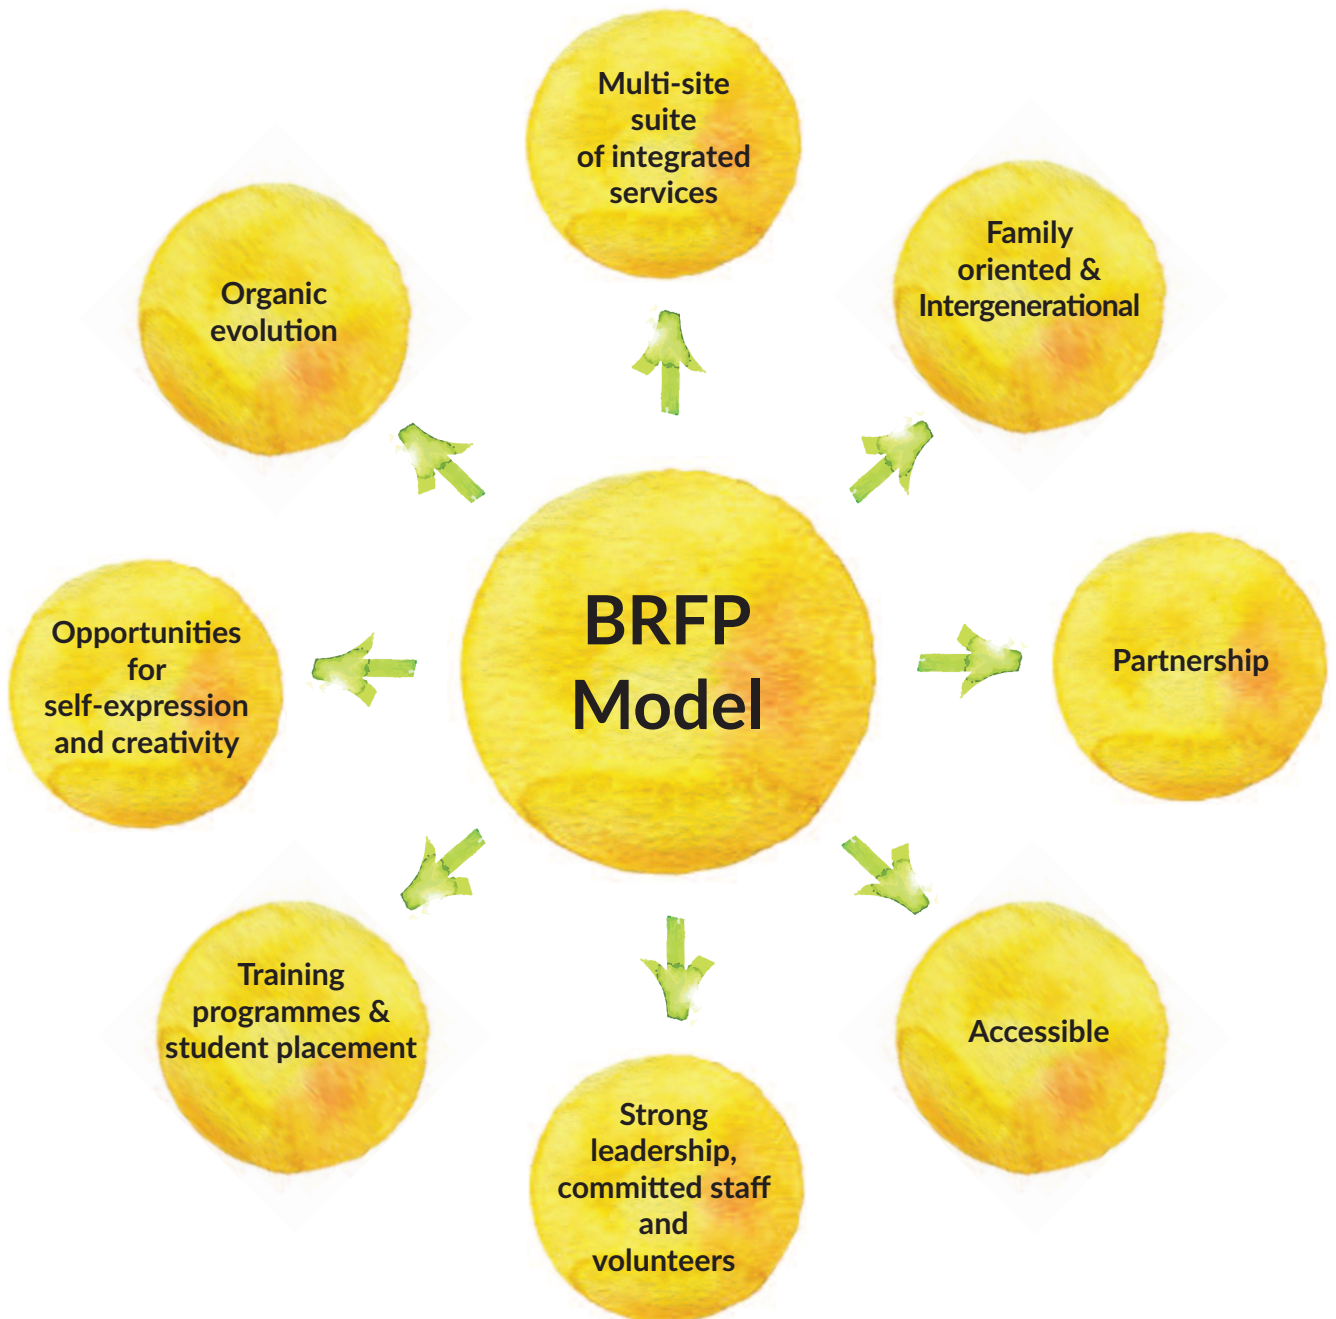 Multi-site
suite
of integrated
services
Family
oriented &
Intergenerational
Organic
evolution
BRFP
Model
Partnership
Opportunities
for
self-expression
and creativity
Training
programmes &
student placement
Accessible
Strong
leadership,
committed staff
and
volunteers